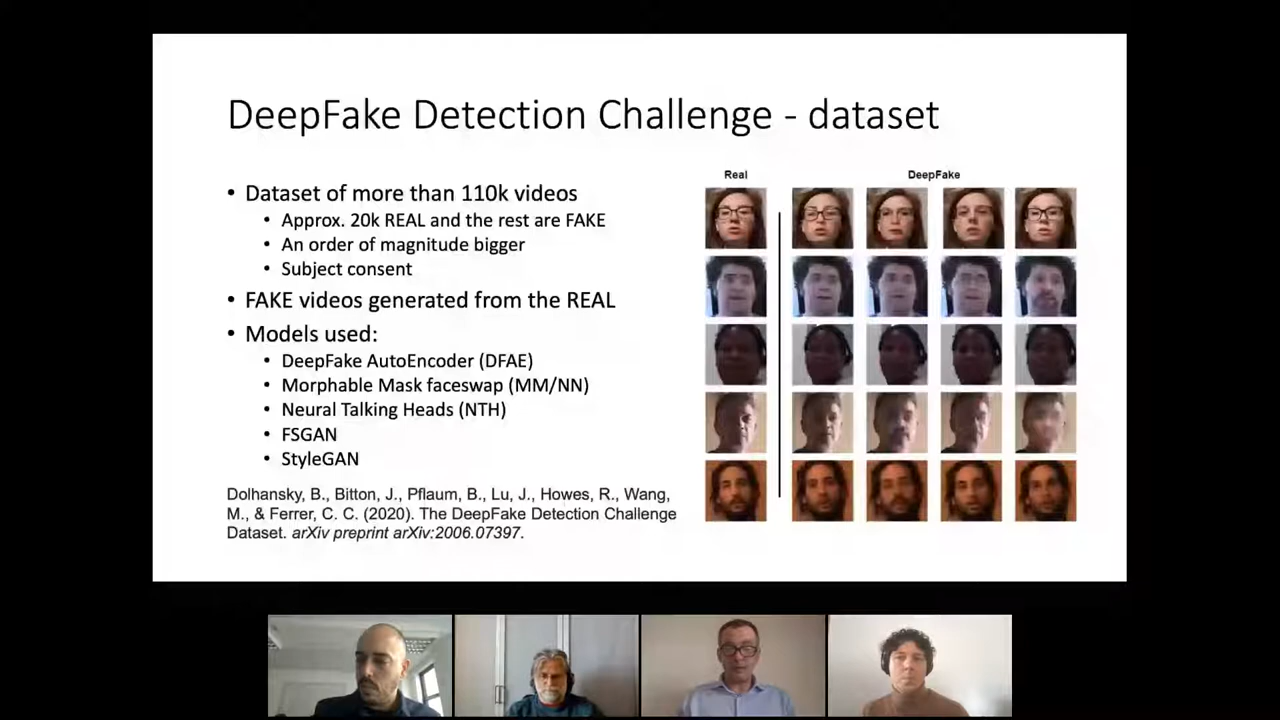 DeepFake Detection Challenge - dataset
• Dataset of more than 110k videos
• Approx. 20k REAL and the rest are FAKE
• An order of magnitude bigger
• Subject consent
• FAKE videos generated from the REAL
• Models used:
• DeepFake AutoEncoder (DFAE)
• Morphable Mask faceswap (MM/NN)
• Neural Talking Heads (NTH)
• FSGAN
• StyleGAN
Dolhansky, B., Bitton, J., Pflaum, B., Lu, J., Howes, R., Wang,
M., & Ferrer, C. C. (2020). The DeepFake Detection Challenge
Dataset. arXiv preprint arXiv:2006.07397.
Real
DeepFake